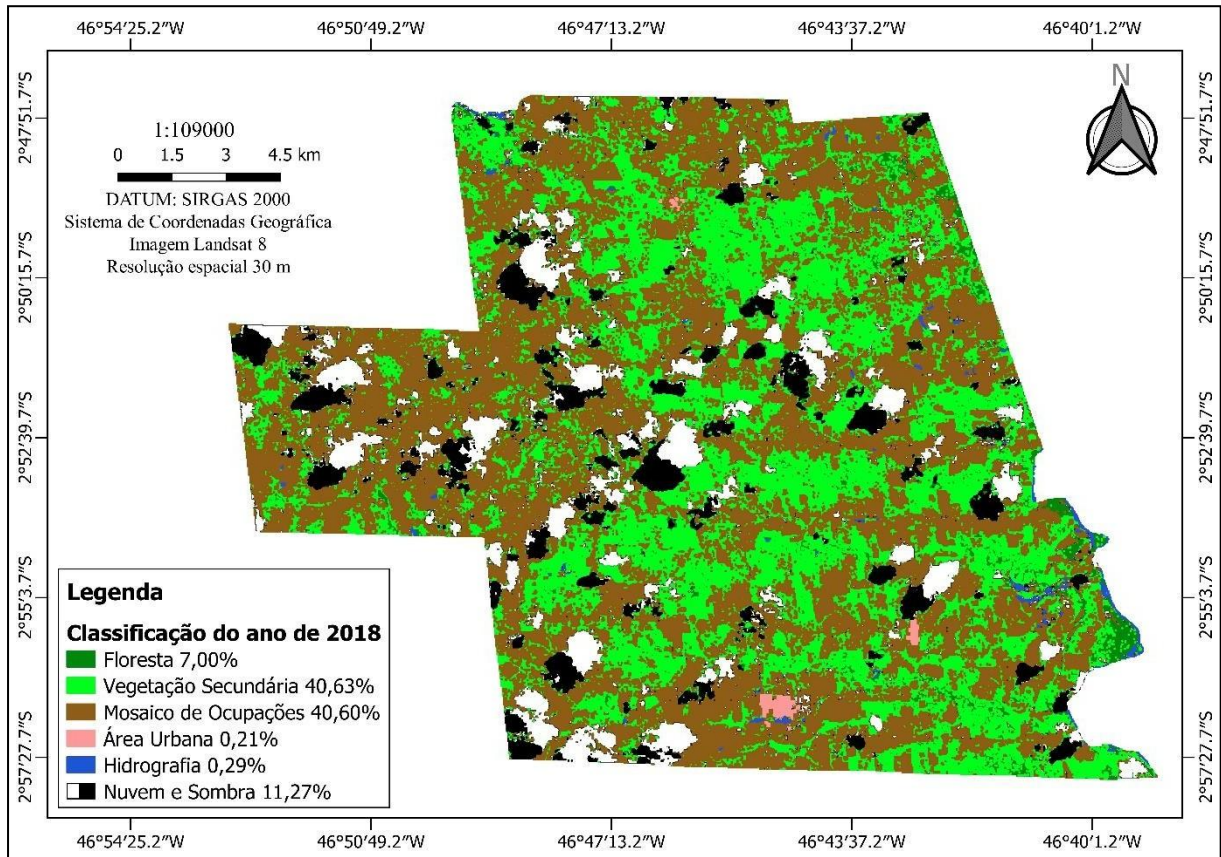 46°54′25.2″W 46°50′49.2″W 46°47′13.2″W 46°43′37.2″W 46°40′1.2″W
N
2°47′51.7″S
2°50′15.7″S
2°52′39.7″S
2°55′3.7″S
2°57′27.7″S
1:109000
0 1.5 3 4.5 km
DATUM: SIRGAS 2000
Sistema de Coordenadas Geográfica
Imagem Landsat 8
Resolução espacial 30 m
Legenda
Classificação do ano de 2018
Floresta 7,00%
Vegetação Secundária 40,63%
Mosaico de Ocupações 40,60%
Área Urbana 0,21%
Hidrografia 0,29%
Nuvem e Sombra 11,27%
2°47′51.7″S
2°50′15.7″S
2°52′39.7″S
2°55′3.7″S
2°57′27.7″S
46°54′25.2″W 46°50′49.2″W 46°47′13.2″W 46°43′37.2″W 46°40′1.2″W